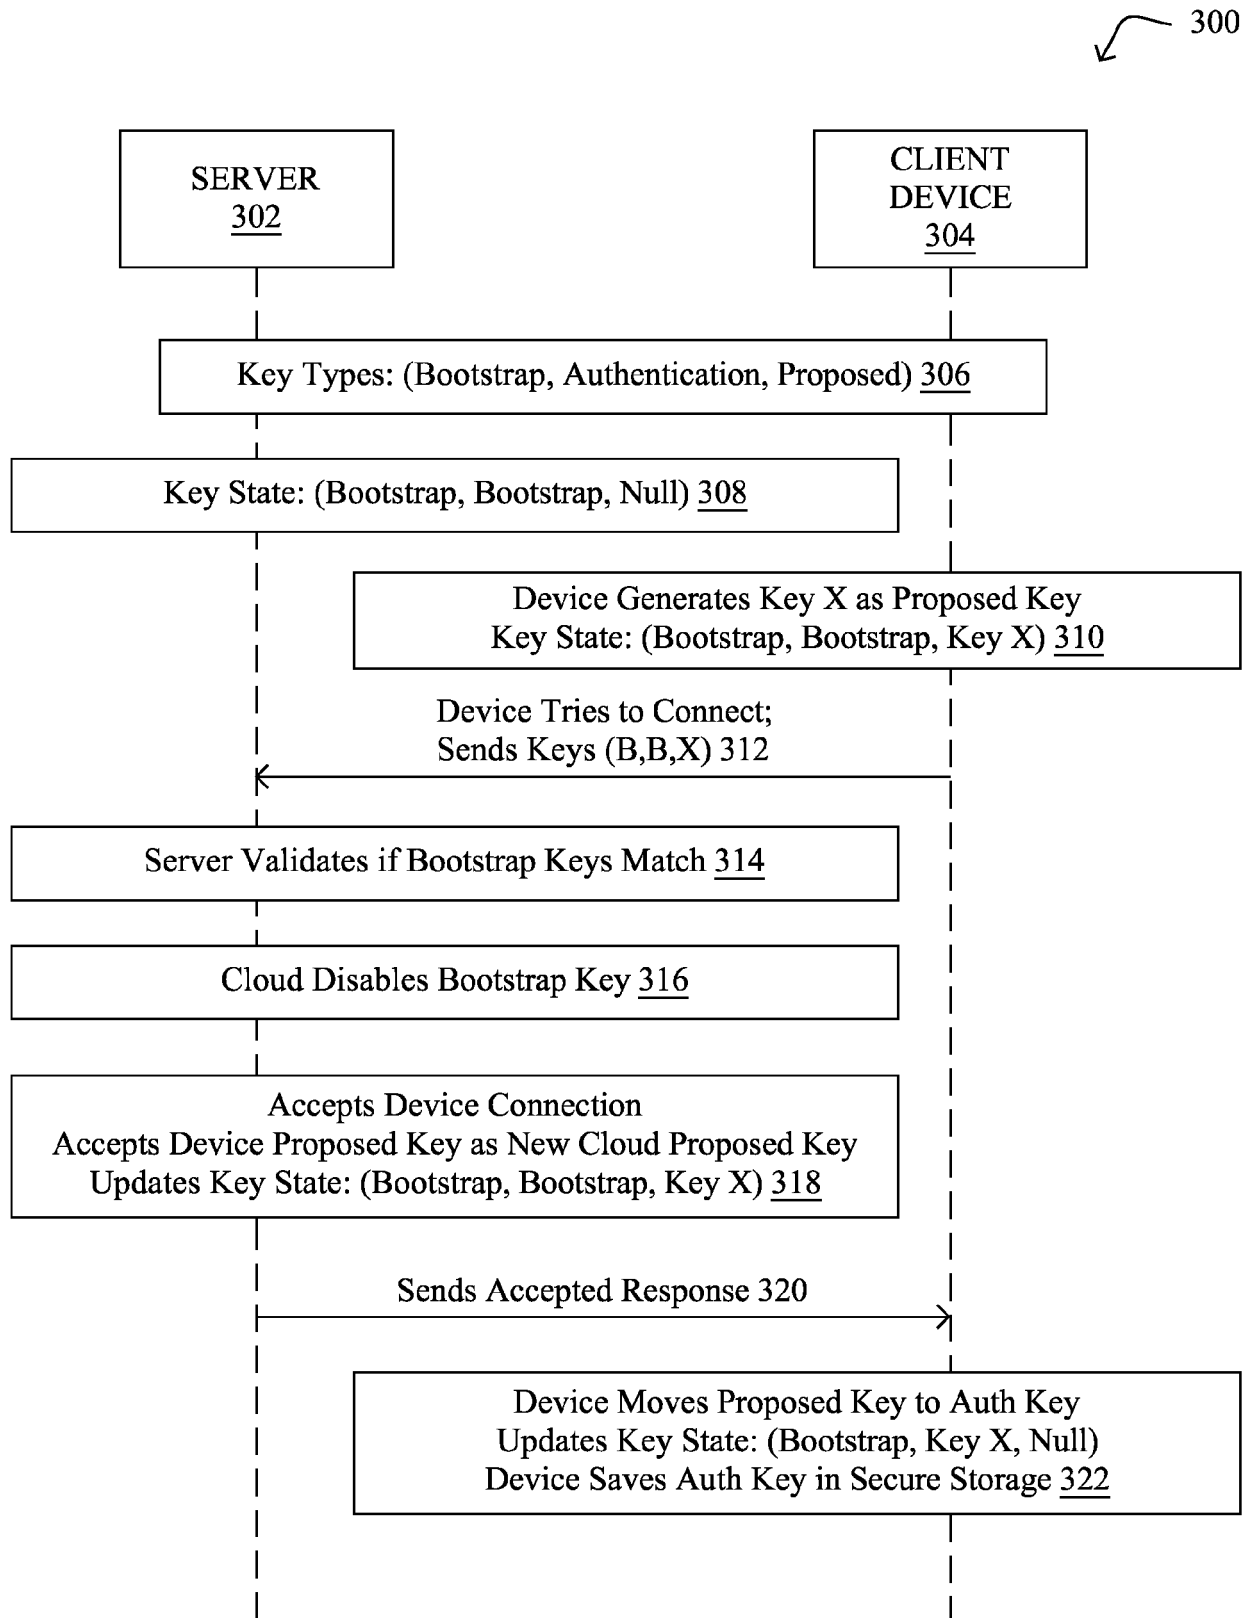 300
SERVER
302
CLIENT
DEVICE
304
Key Types: (Bootstrap, Authentication, Proposed) 306
Key State: (Bootstrap, Bootstrap, Null) 308
Device Generates Key X as Proposed Key
Key State: (Bootstrap, Bootstrap, Key X) 310
Device Tries to Connect;
Sends Keys (B,B,X) 312
Server Validates if Bootstrap Keys Match 314
Cloud Disables Bootstrap Key 316
Accepts Device Connection
Accepts Device Proposed Key as New Cloud Proposed Key
Updates Key State: (Bootstrap, Bootstrap, Key X) 318
Sends Accepted Response 320
Device Moves Proposed Key to Auth Key
Updates Key State: (Bootstrap, Key X, Null)
Device Saves Auth Key in Secure Storage 322